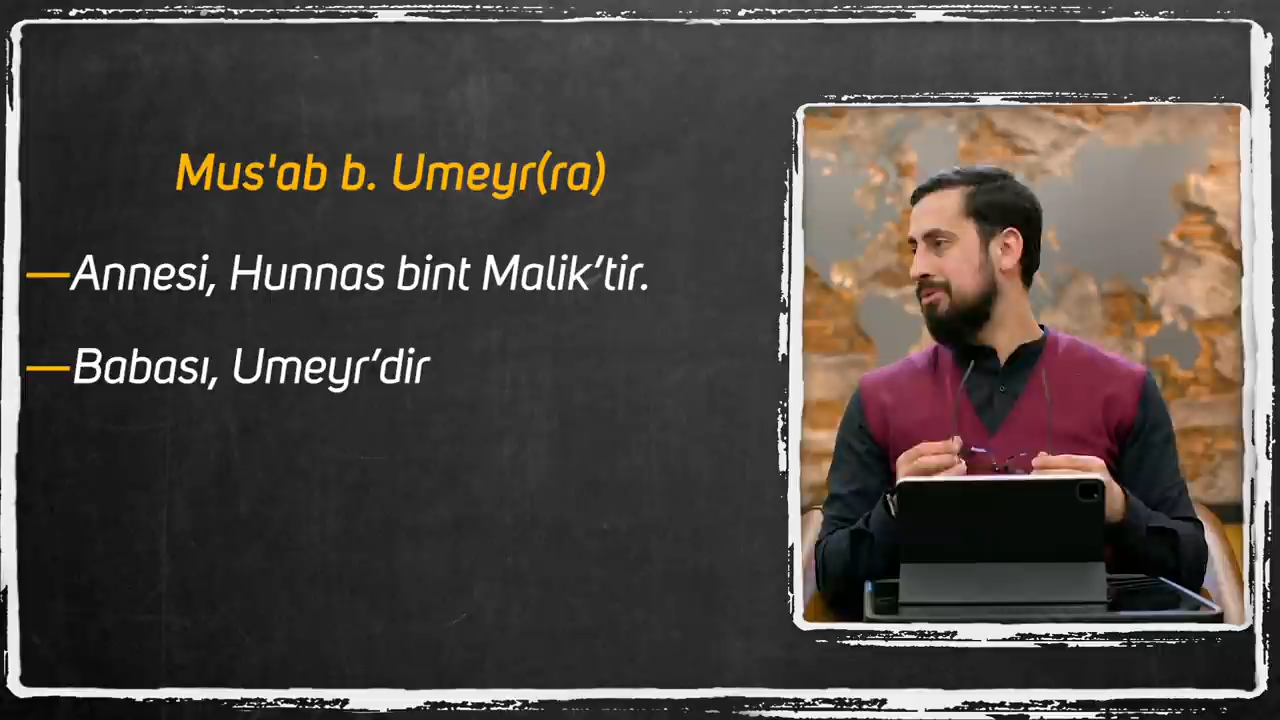 Mus'ab b. Umeyr(ra)
—Annesi, Hunnas bint Malik’tir.
—Babası, Umeyr’dir